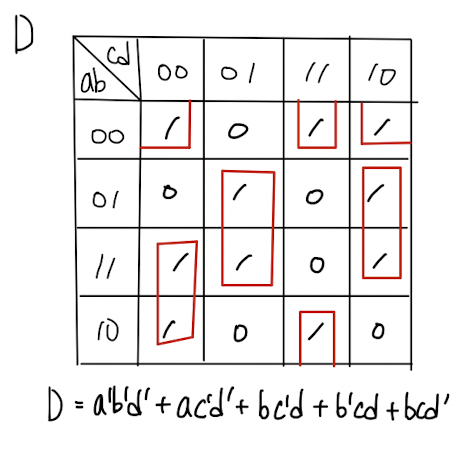 D
cd
ab
00 01 11 10
00 1 0 1 1
01 0 1 0 1
11 1 1 0 1
10 1 0 1 0
D = a'b'd' + ac'd' + bc'd + b'cd + bcd'